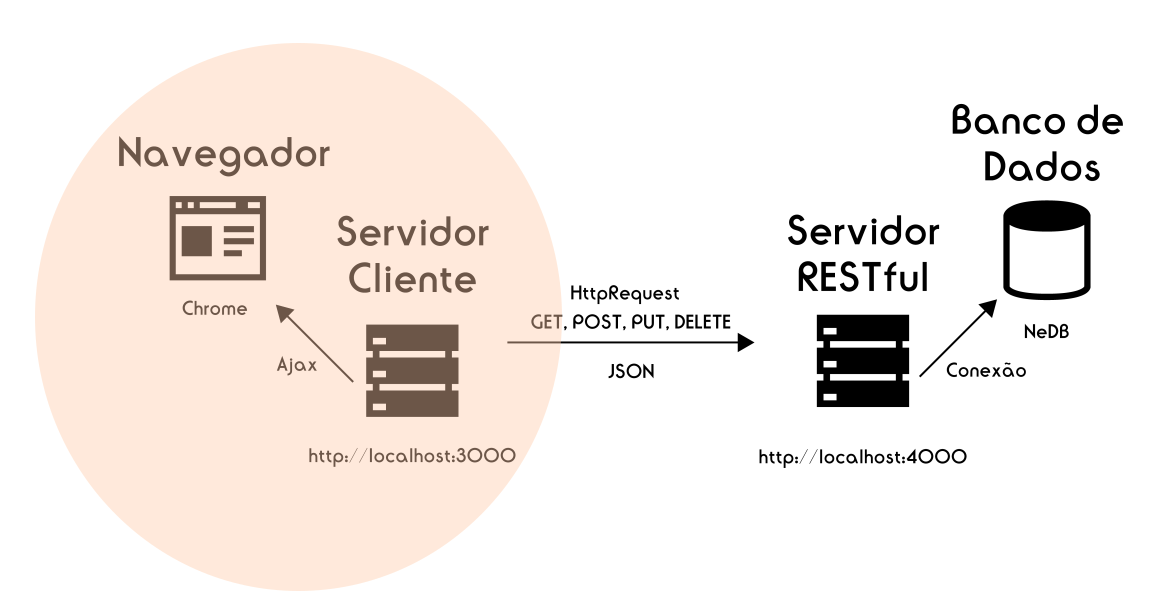 Navegador
Chrome
Ajax
Servidor
Cliente
http://localhost:3000
HttpRequest
GET, POST, PUT, DELETE
JSON
Servidor
RESTful
http://localhost:4000
Conexão
Banco de
Dados
NeDB